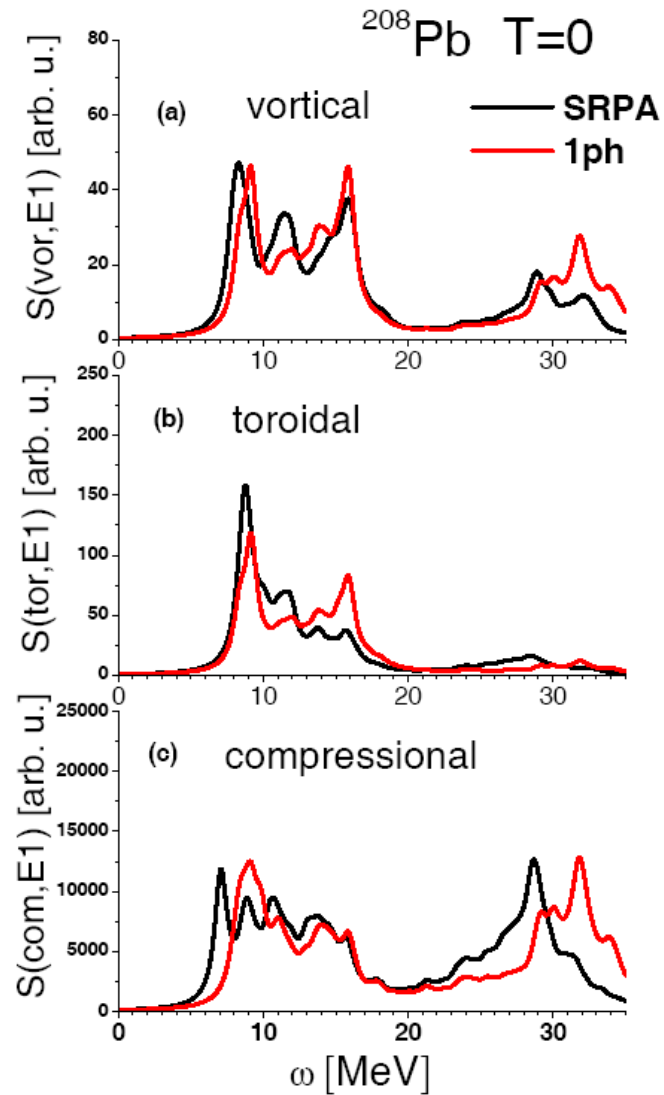 ²⁰⁸Pb T=0
SRPA
1ph
(a) vortical
S(vor,E1) [arb. u.]
80
60
40
20
0
0 10 20 30
(b) toroidal
S(tor,E1) [arb. u.]
250
200
150
100
50
0
0 10 20 30
(c) compressional
S(com,E1) [arb. u.]
25000
20000
15000
10000
5000
0
0 10 20 30
ω [MeV]